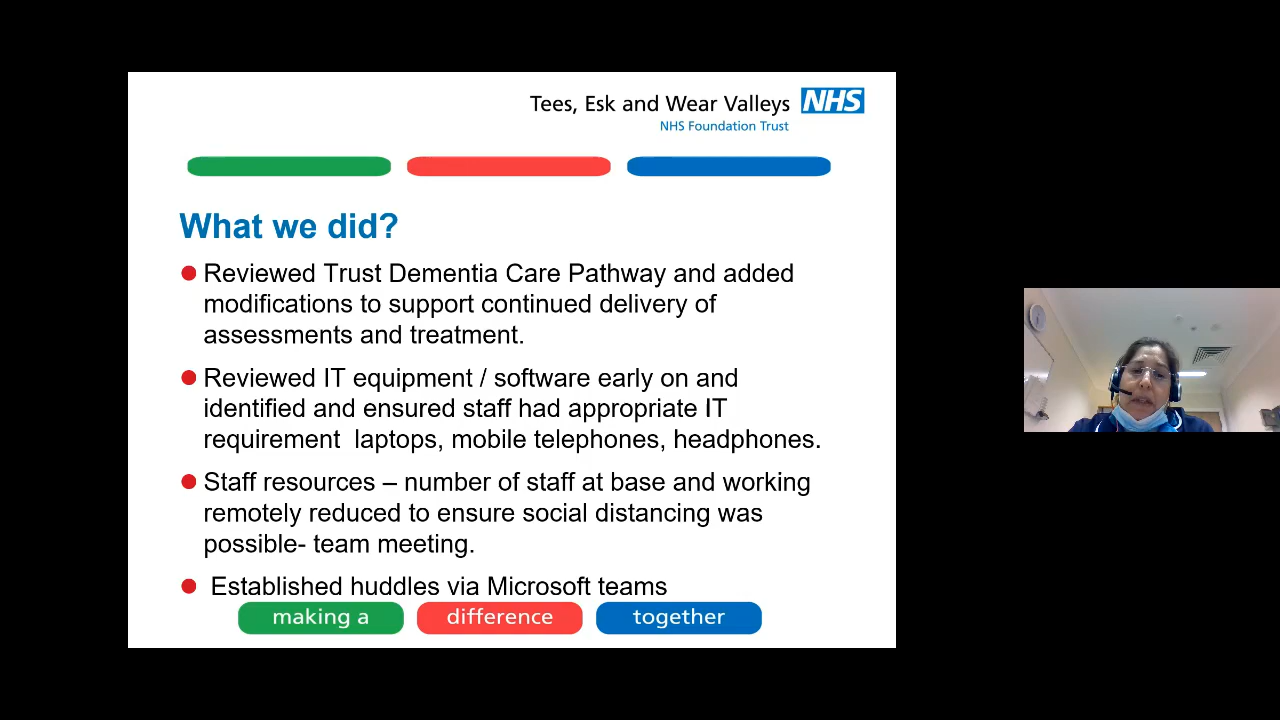 Tees, Esk and Wear Valleys NHS
NHS Foundation Trust
What we did?
Reviewed Trust Dementia Care Pathway and added
modifications to support continued delivery of
assessments and treatment.
Reviewed IT equipment / software early on and
identified and ensured staff had appropriate IT
requirement  laptops, mobile telephones, headphones.
Staff resources – number of staff at base and working
remotely reduced to ensure social distancing was
possible- team meeting.
Established huddles via Microsoft teams
making a difference together